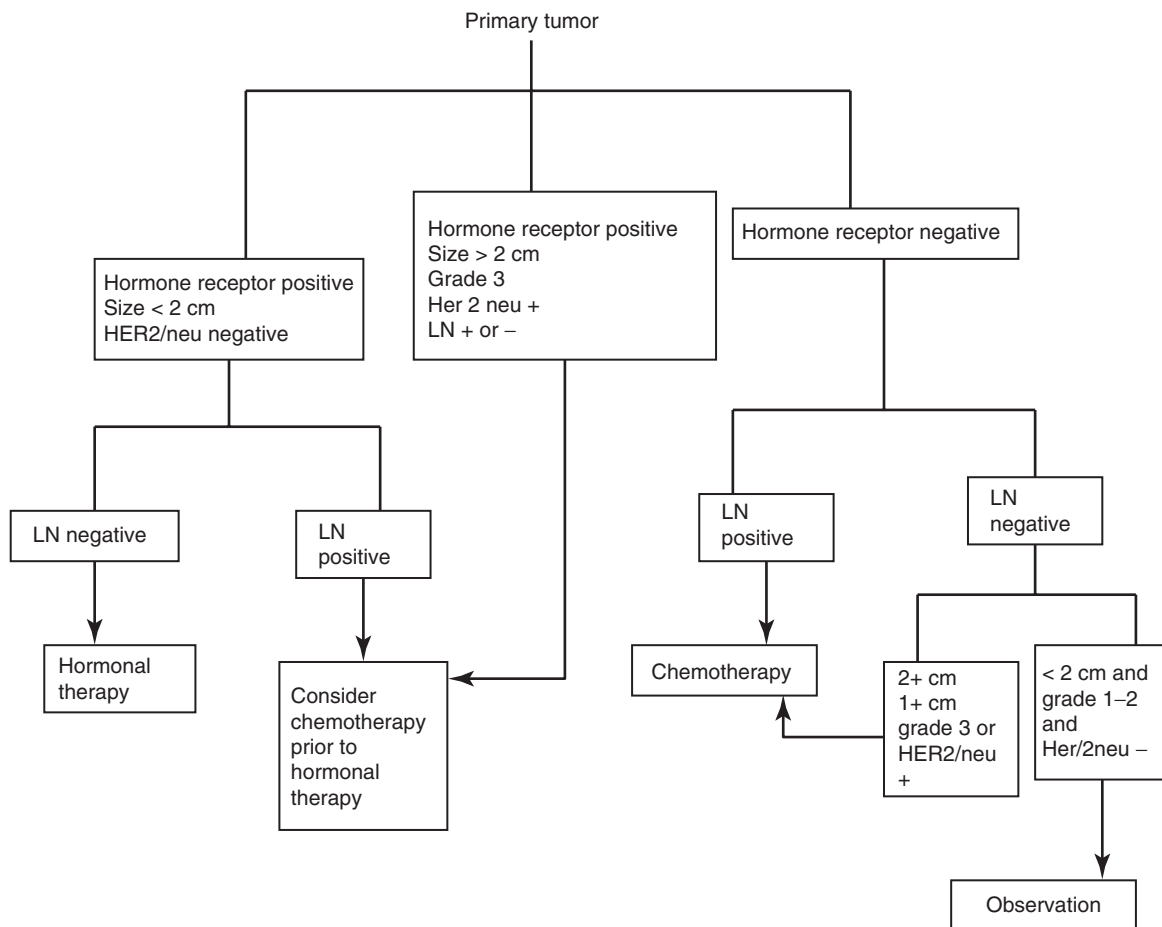 Primary tumor
Hormone receptor positive
Size < 2 cm
HER2/neu negative
Hormone receptor positive
Size > 2 cm
Grade 3
Her 2 neu +
LN + or –
Hormone receptor negative
LN negative
LN
positive
LN
positive
LN
negative
Hormonal
therapy
Consider
chemotherapy
prior to
hormonal
therapy
Chemotherapy
2+ cm
1+ cm
grade 3 or
HER2/neu
+
< 2 cm and
grade 1–2
and
Her/2neu –
Observation